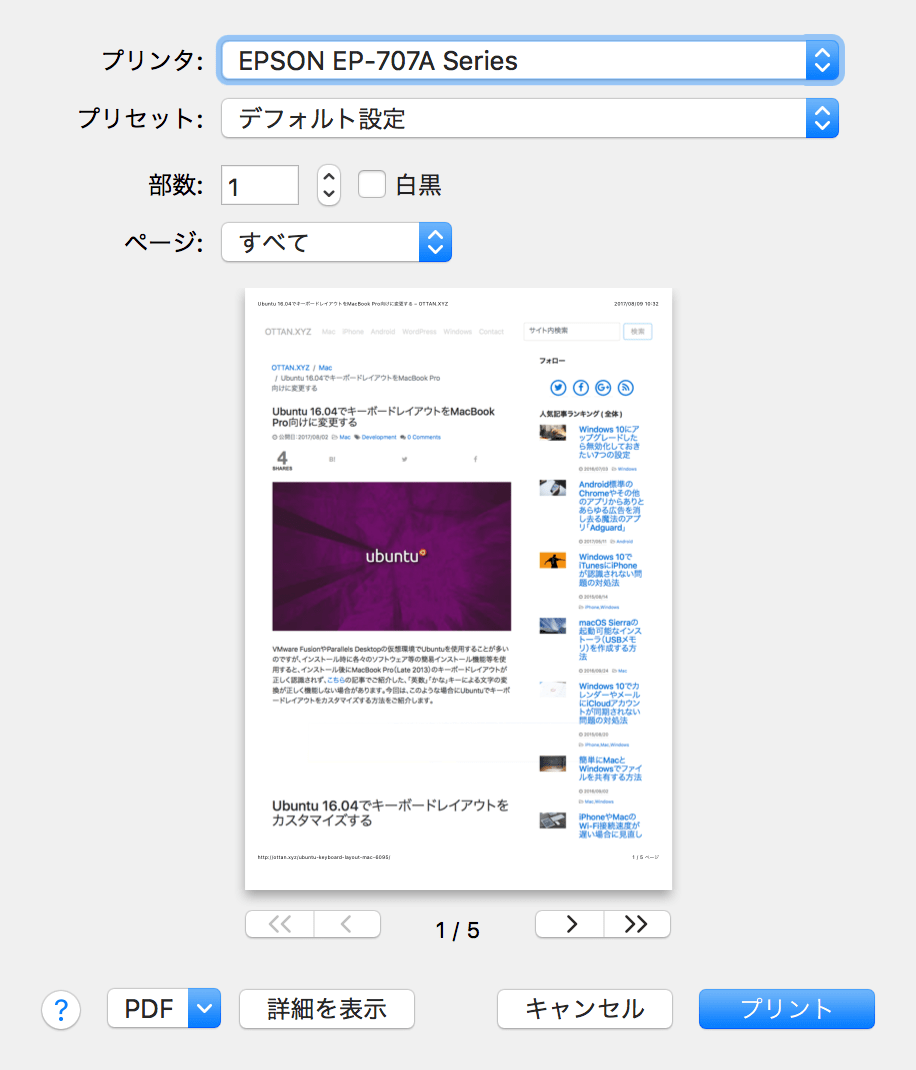 プリンタ: EPSON EP-707A Series
プリセット: デフォルト設定
部数: 1 白黒
ページ: すべて
Ubuntu 16.04でキーボードレイアウトをMacBook Pro向けに変更する – OTTAN.XYZ 2017/08/09 10:32
OTTAN.XYZ Mac iPhone Android WordPress Windows Contact
サイト内検索 検索
OTTAN.XYZ / Mac
/ Ubuntu 16.04でキーボードレイアウトをMacBook Pro
向けに変更する
Ubuntu 16.04でキーボードレイアウトをMacBook
Pro向けに変更する
公開日: 2017/08/02 Mac Development 0 Comments
4
SHARES
ubuntu
VMware FusionやParallels Desktopの仮想環境でUbuntuを使用することが多い
のですが、インストール時に各々のソフトウェア等の簡易インストール機能等を使
用すると、インストール後にMacBook Pro（Late 2013）のキーボードレイアウトが
正しく認識されず、こちらの記事でご紹介した、「英数」「かな」キーによる文字の変
換が正しく機能しない場合があります。今回は、このような場合にUbuntuでキーボ
ードレイアウトをカスタマイズする方法をご紹介します。
Ubuntu 16.04でキーボードレイアウトを
カスタマイズする
フォロー
人気記事ランキング ( 全体 )
Windows 10にア
ップグレードした
ら無効化しておき
たい7つの設定
Windows
Android標準の
Chromeやその他
のアプリからありと
あらゆる広告を消
し去る魔法のアプ
リ「Adguard」
Android
Windows 10で
iTunesにiPhone
が認識されない問
題の対処法
iPhone,Windows
macOS Sierraの
起動可能なインス
トーラ（USBメモ
リ）を作成する方
法
Mac
Windows 10でカ
レンダーやメール
にiCloudアカウン
トが同期されない
問題の対処法
iPhone,Mac,Windows
簡単にMacと
Windowsでファイ
ルを共有する方法
Mac,Windows
iPhoneやMacの
Wi-Fi接続速度が
遅い場合に見直し
http://ottan.xyz/ubuntu-keyboard-layout-mac-6095/ 1 / 5 ページ
1 / 5
? PDF 詳細を表示 キャンセル プリント